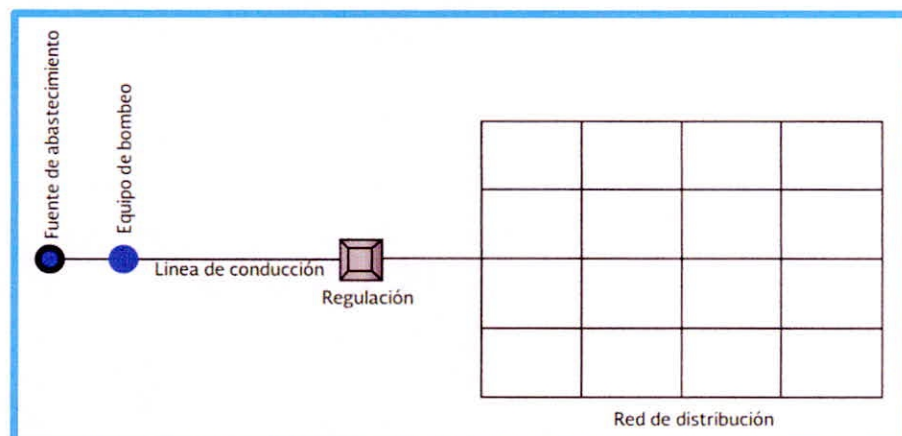 Fuente de abastecimiento
Equipo de bombeo
Linea de conducción
Regulación
Red de distribución